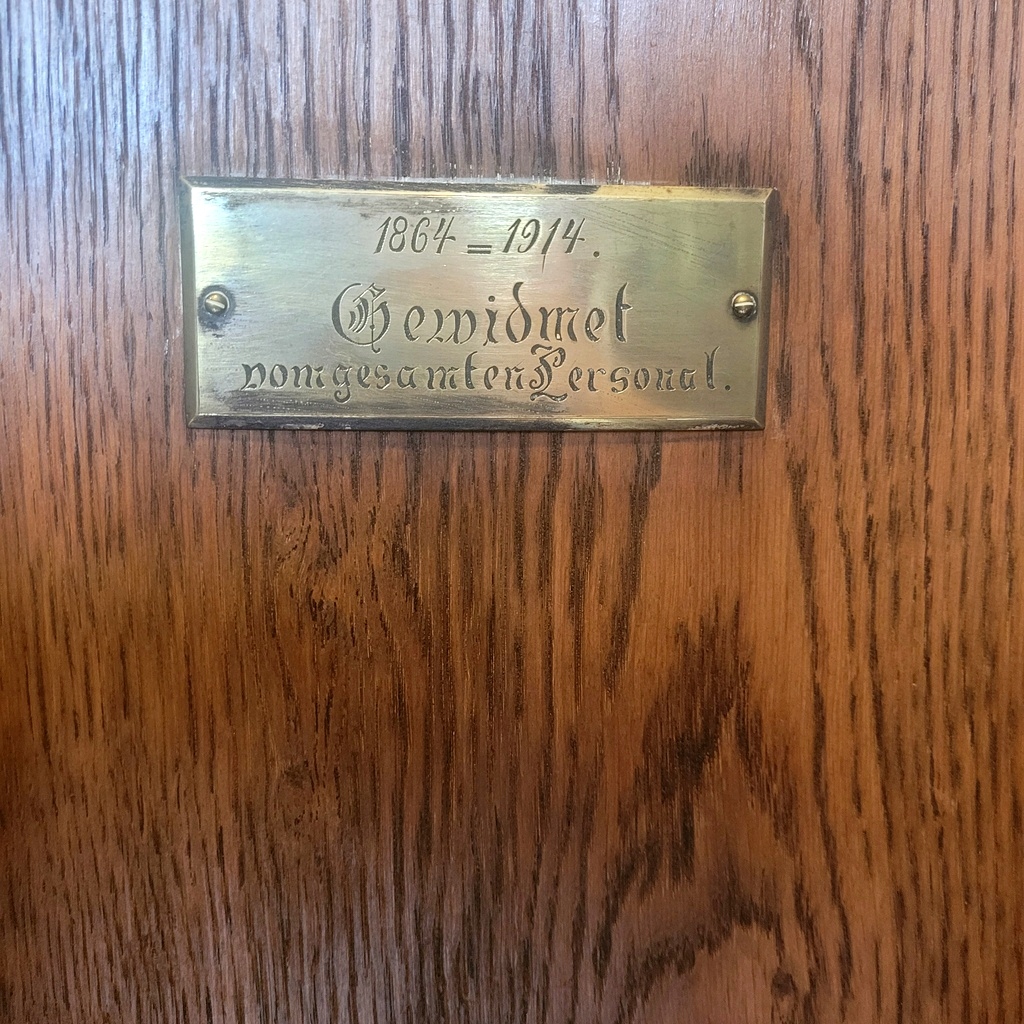 1864=1914.
Gewidmet
vom gesamten Personal.